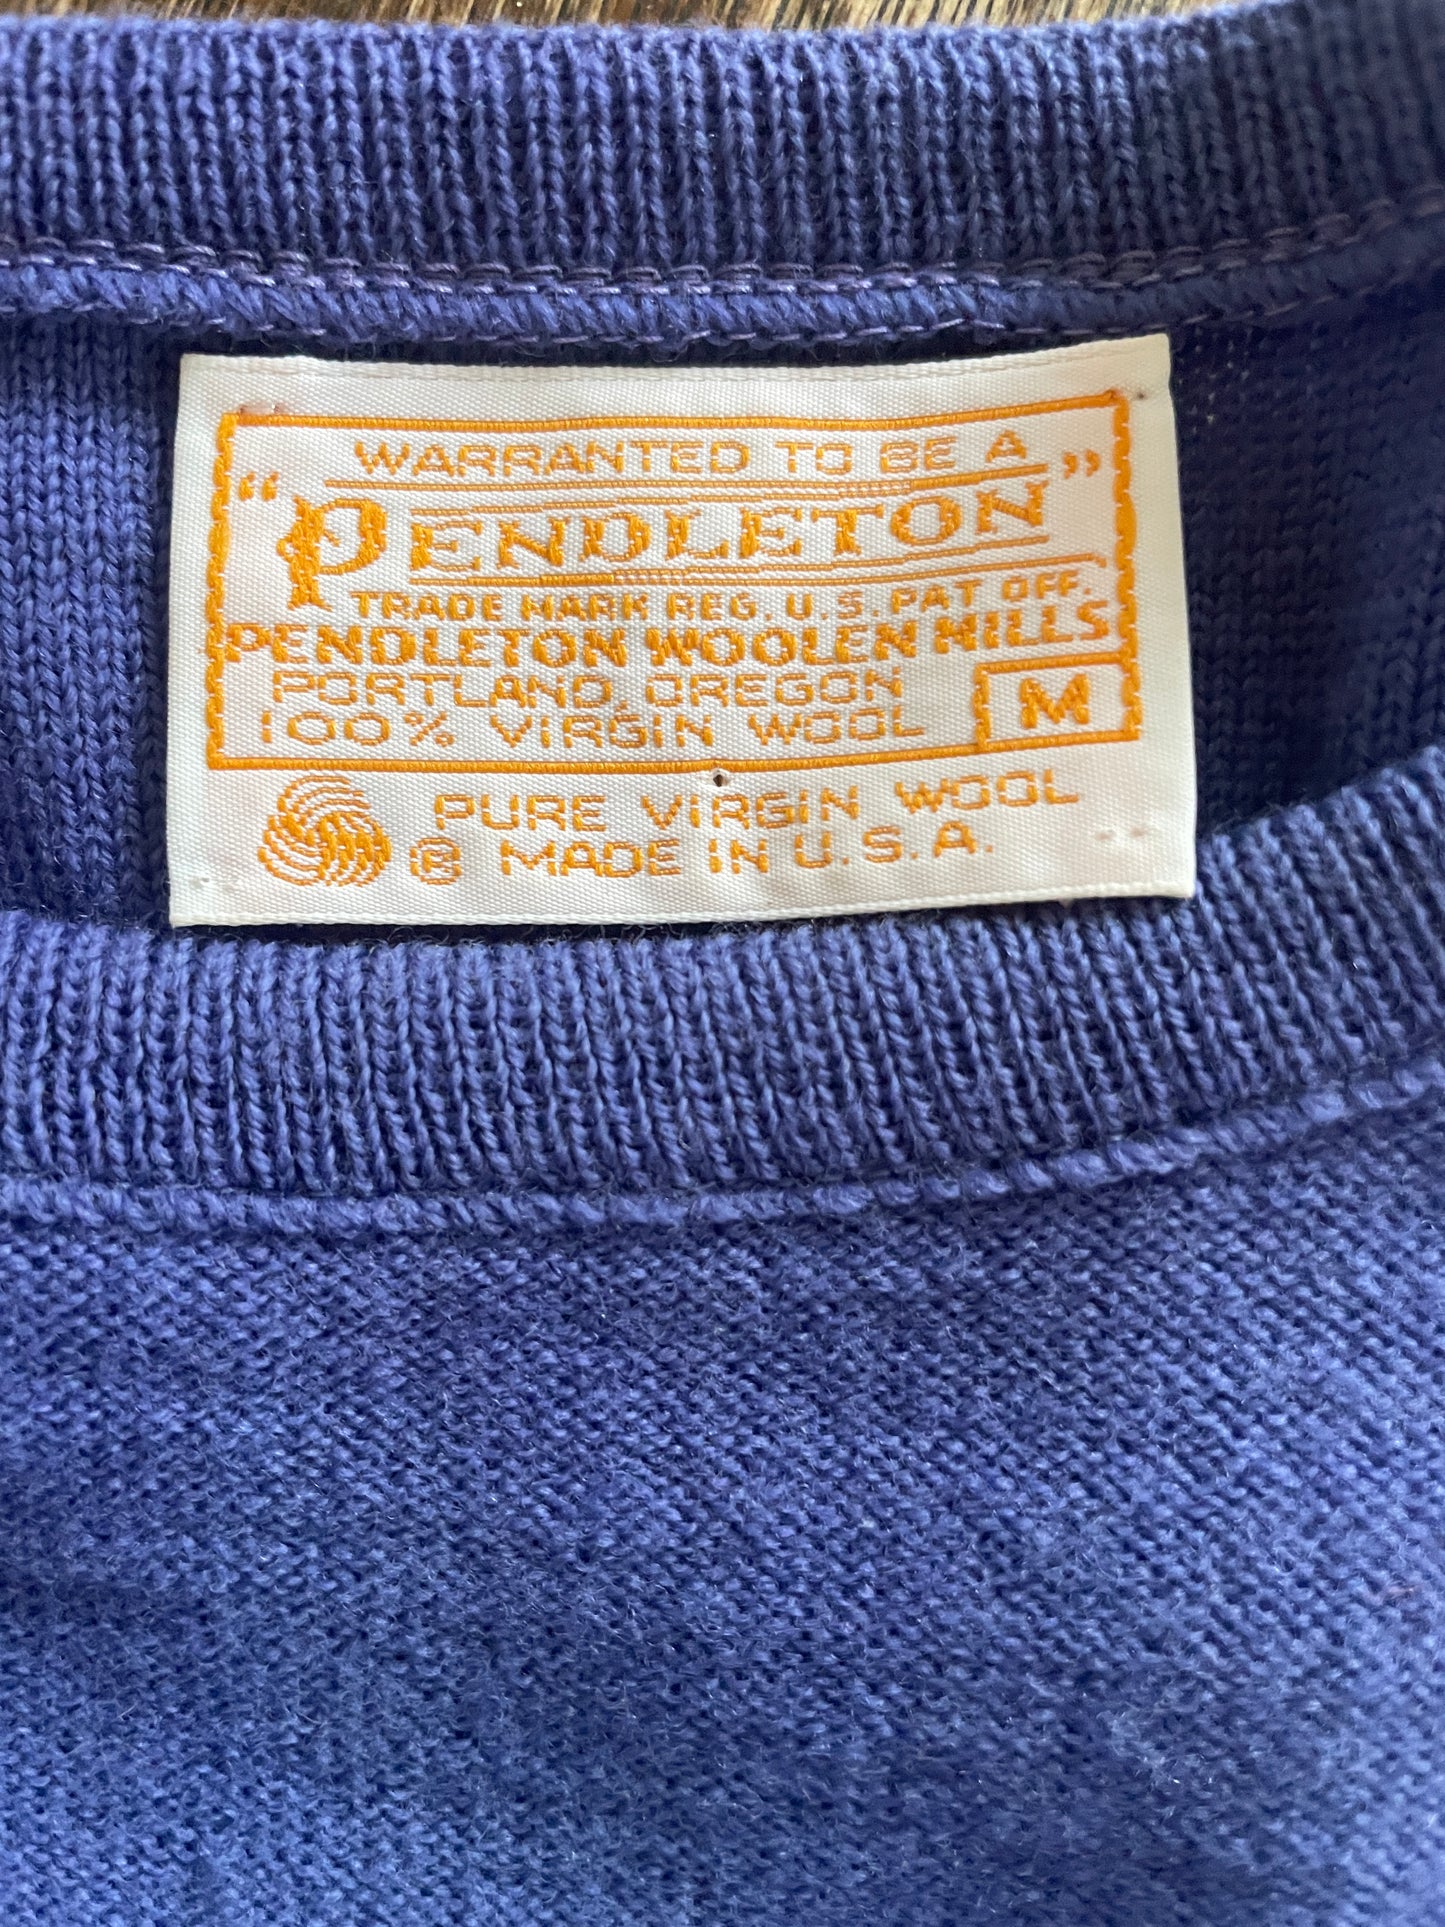 WARRANTED TO BE A
"PENDLETON"
TRADE MARK REG. U.S. PAT OFF.
PENDLETON WOOLEN MILLS
PORTLAND, OREGON
100% VIRGIN WOOL
M
PURE VIRGIN WOOL
® MADE IN U.S.A.